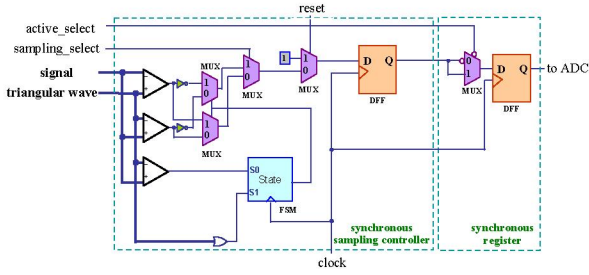 reset
active_select
sampling_select
signal
triangular wave
MUX
1
0
1
0
MUX
1
0
MUX
1
1
0
MUX
D Q
DFF
Q
0
1
MUX
D Q
DFF
to ADC
S0
State
S1
FSM
synchronous
sampling controller
synchronous
register
clock